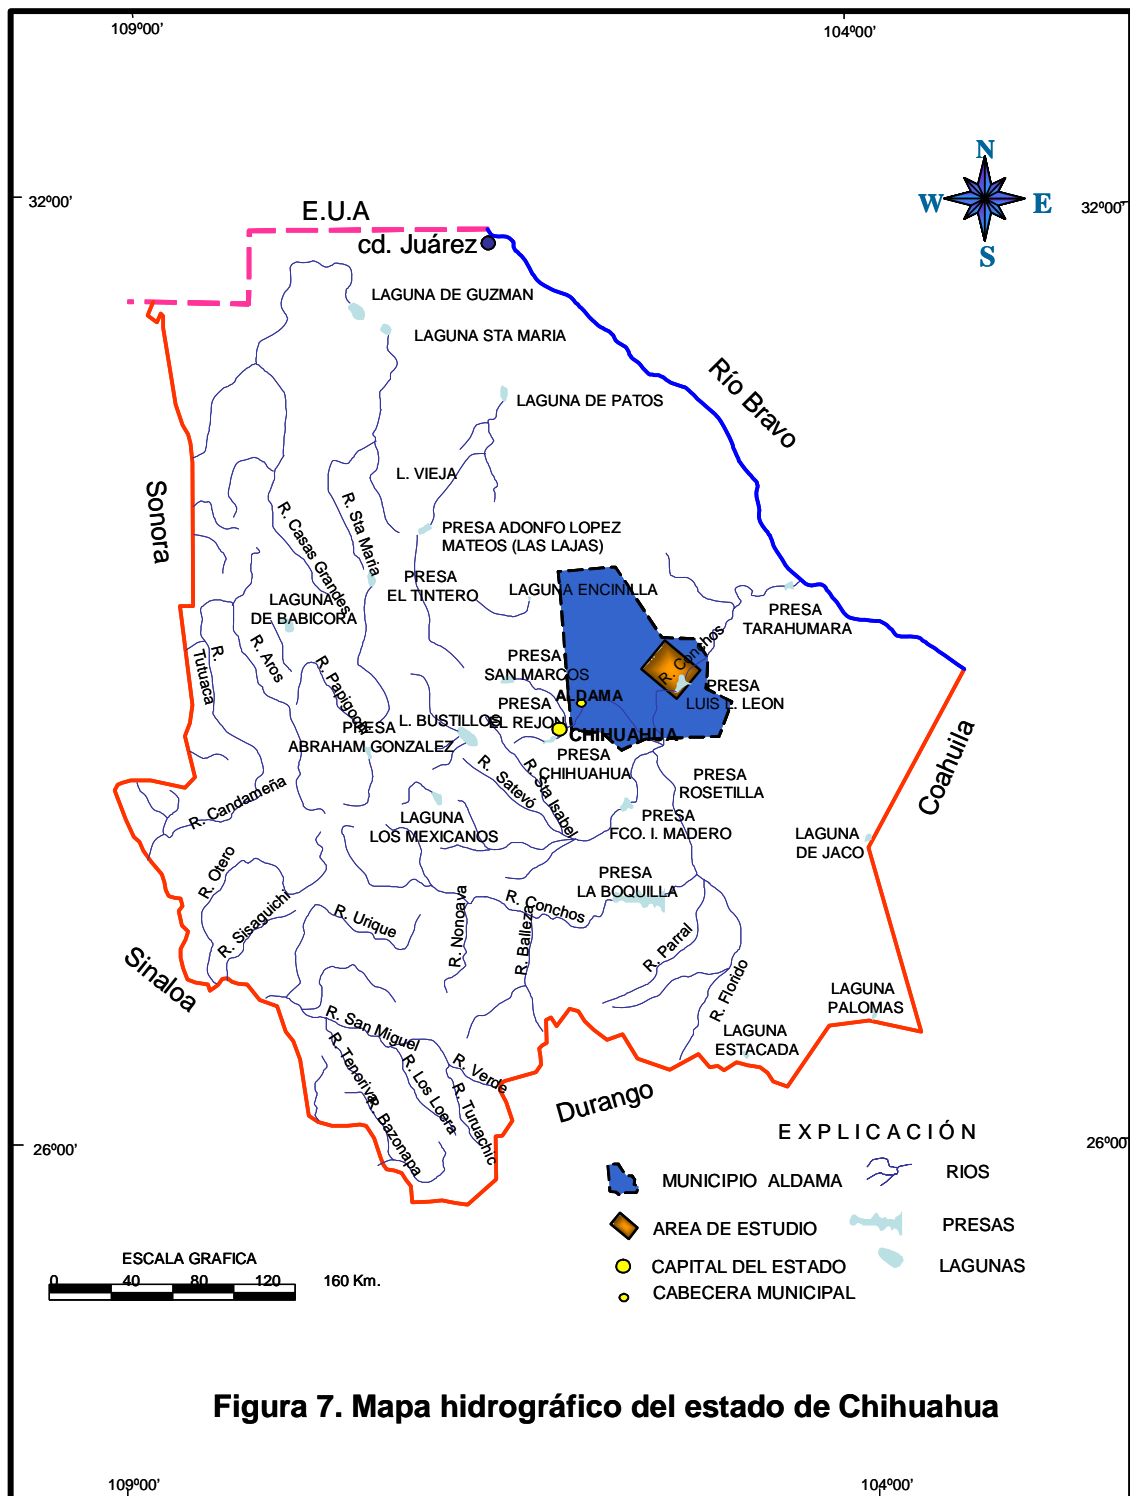 109º00'
104º00'
32º00'
32º00'
N
W
E
S
E.U.A
cd. Juárez
LAGUNA DE GUZMAN
LAGUNA STA MARIA
LAGUNA DE PATOS
Río Bravo
L. VIEJA
Sonora
R. Casas Grandes
R. Sta Maria
PRESA ADONFO LOPEZ
MATEOS (LAS LAJAS)
PRESA
EL TINTERO
LAGUNA ENCINILLA
LAGUNA
DE BABICORA
PRESA
TARAHUMARA
R.
Tutuaca
R. Aros
R. Papigochi
R. Conchos
PRESA
SAN MARCOS
ALDAMA
PRESA
LUIS L. LEON
PRESA
EL REJON
L. BUSTILLOS
CHIHUAHUA
PRESA
ABRAHAM GONZALEZ
PRESA
CHIHUAHUA
R. Satevó
R. Sta Isabel
PRESA
ROSETILLA
Coahuila
R. Candameña
LAGUNA
LOS MEXICANOS
PRESA
FCO. I. MADERO
LAGUNA
DE JACO
R. Otero
PRESA
LA BOQUILLA
R. Sisaguichi
R. Urique
R. Nonoava
R. Conchos
R. Balleza
R. Parral
R. Florido
Sinaloa
LAGUNA
PALOMAS
R. San Miguel
LAGUNA
ESTACADA
R. Tenoriva
R. Los Loera
R. Verde
R. Turuachic
R. Bazonapa
Durango
26º00'
26º00'
EXPLICACIÓN
MUNICIPIO ALDAMA
RIOS
AREA DE ESTUDIO
PRESAS
CAPITAL DEL ESTADO
LAGUNAS
CABECERA MUNICIPAL
ESCALA GRAFICA
0 40 80 120 160 Km.
Figura 7. Mapa hidrográfico del estado de Chihuahua
109º00'
104º00'